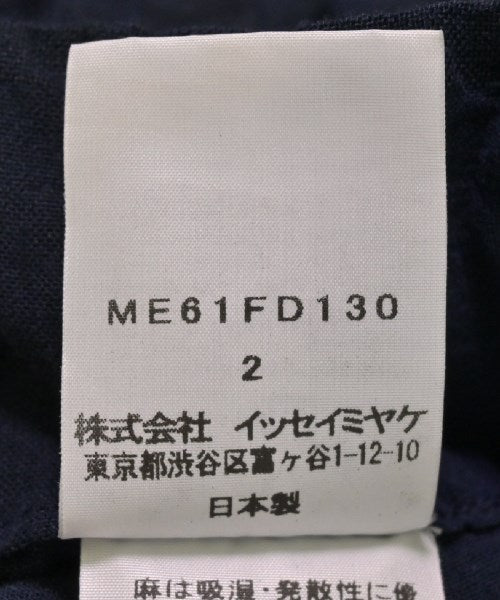 ME61FD130
2
株式会社 イッセイミヤケ
東京都渋谷区富ヶ谷1-12-10
日本製
麻は吸湿・発散性に優